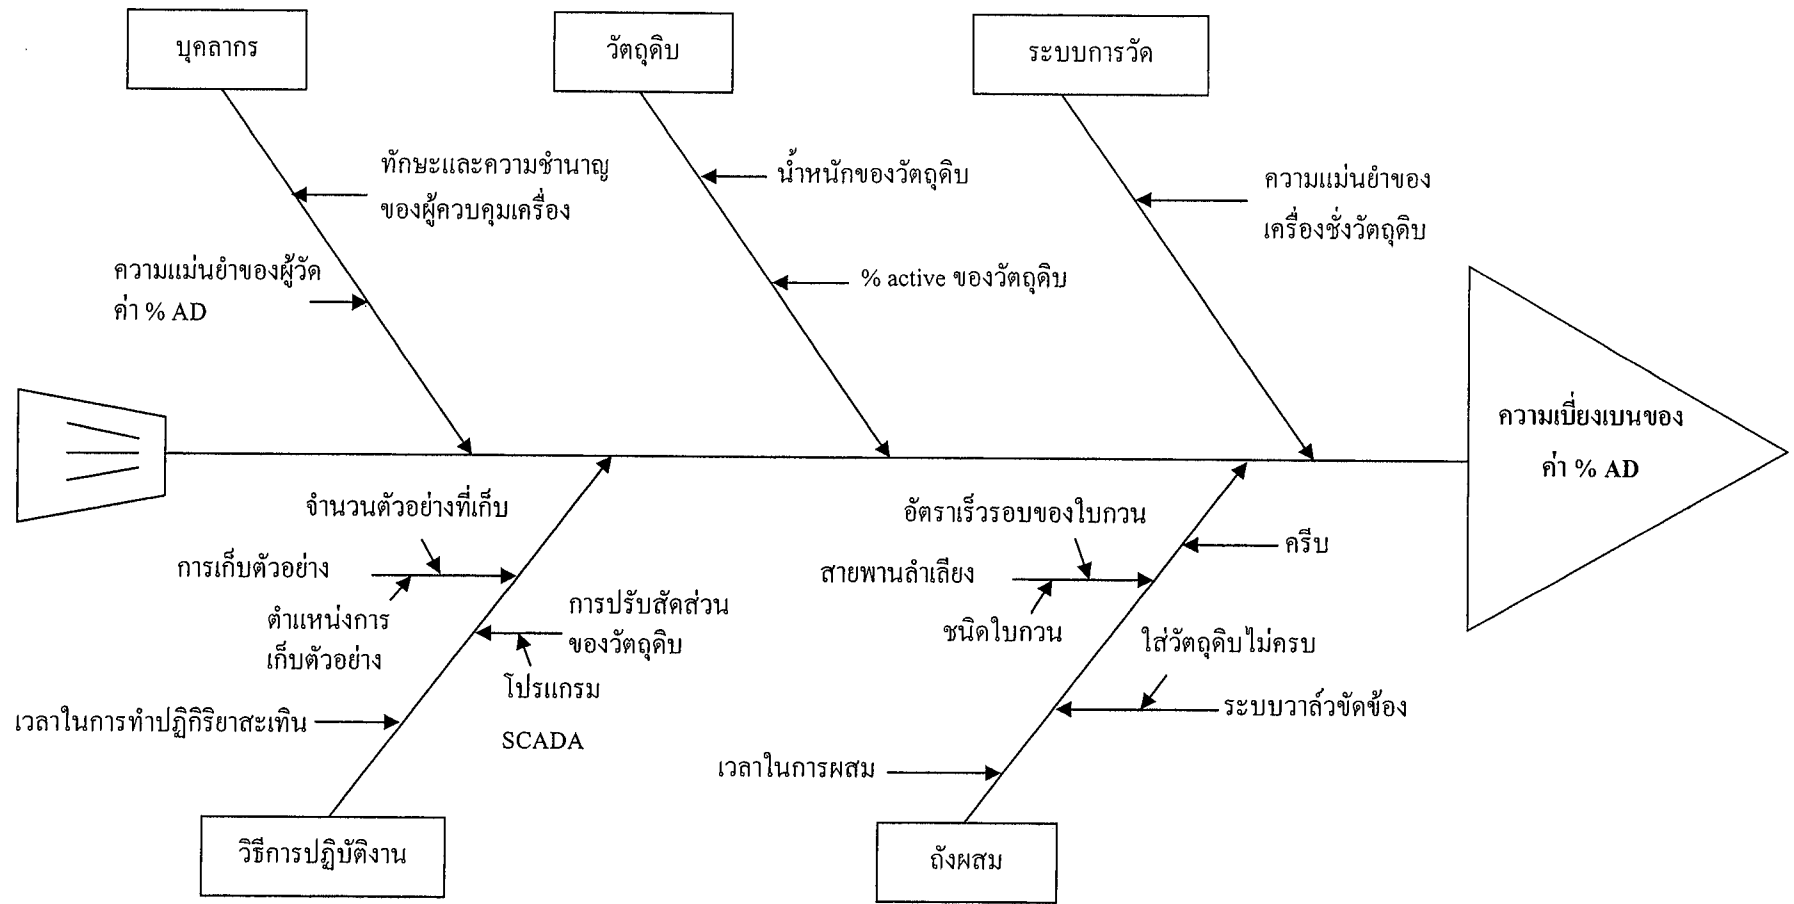 บุคลากร
วัตถุดิบ
ระบบการวัด
ทักษะและความชำนาญ
ของผู้ควบคุมเครื่อง
น้ำหนักของวัตถุดิบ
ความแม่นยำของ
เครื่องชั่งวัตถุดิบ
ความแม่นยำของผู้วัด
ค่า % AD
% active ของวัตถุดิบ
ความเบี่ยงเบนของ
ค่า % AD
จำนวนตัวอย่างที่เก็บ
การเก็บตัวอย่าง
ตำแหน่งการ
เก็บตัวอย่าง
การปรับสัดส่วน
ของวัตถุดิบ
โปรแกรม
SCADA
เวลาในการทำปฏิกิริยาสะเทิน
อัตราเร็วรอบของใบกวน
ครีบ
สายพานลำเลียง
ชนิดใบกวน
ใส่วัตถุดิบไม่ครบ
ระบบวาล์วขัดข้อง
เวลาในการผสม
วิธีการปฏิบัติงาน
ถังผสม